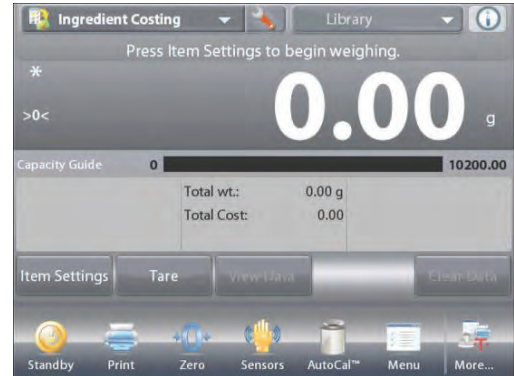 Ingredient Costing Library
Press Item Settings to begin weighing.
*
>0< 0.00 g
Capacity Guide 0 10200.00
Total wt.: 0.00 g
Total Cost: 0.00
Item Settings Tare View Data Clear Data
Standby Print Zero Sensors AutoCal™ Menu More...